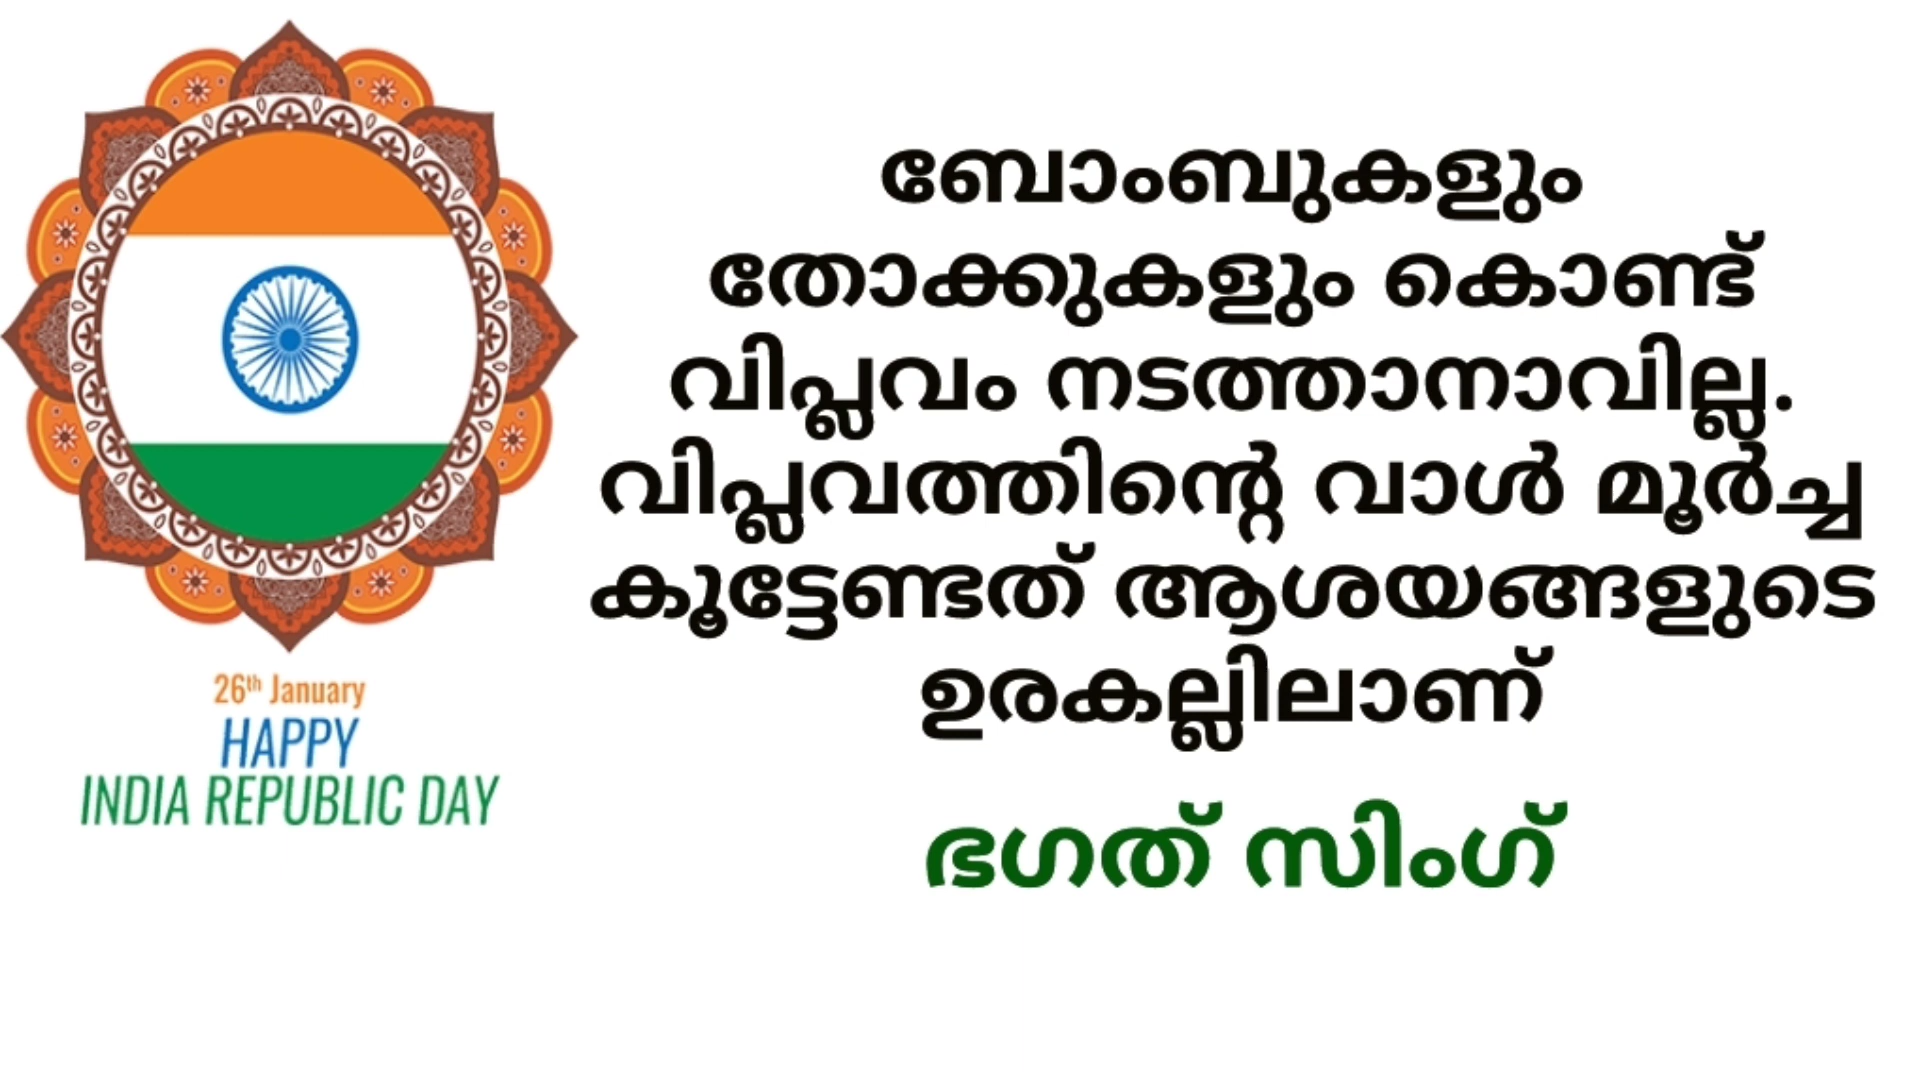 26th January
HAPPY
INDIA REPUBLIC DAY
ബോംബുകളും
തോക്കുകളും കൊണ്ട്
വിപ്ലവം നടത്താനാവില്ല.
വിപ്ലവത്തിന്റെ വാൾ മൂർച്ച
കൂട്ടേണ്ടത് ആശയങ്ങളുടെ
ഉരകല്ലിലാണ്
ഭഗത് സിംഗ്